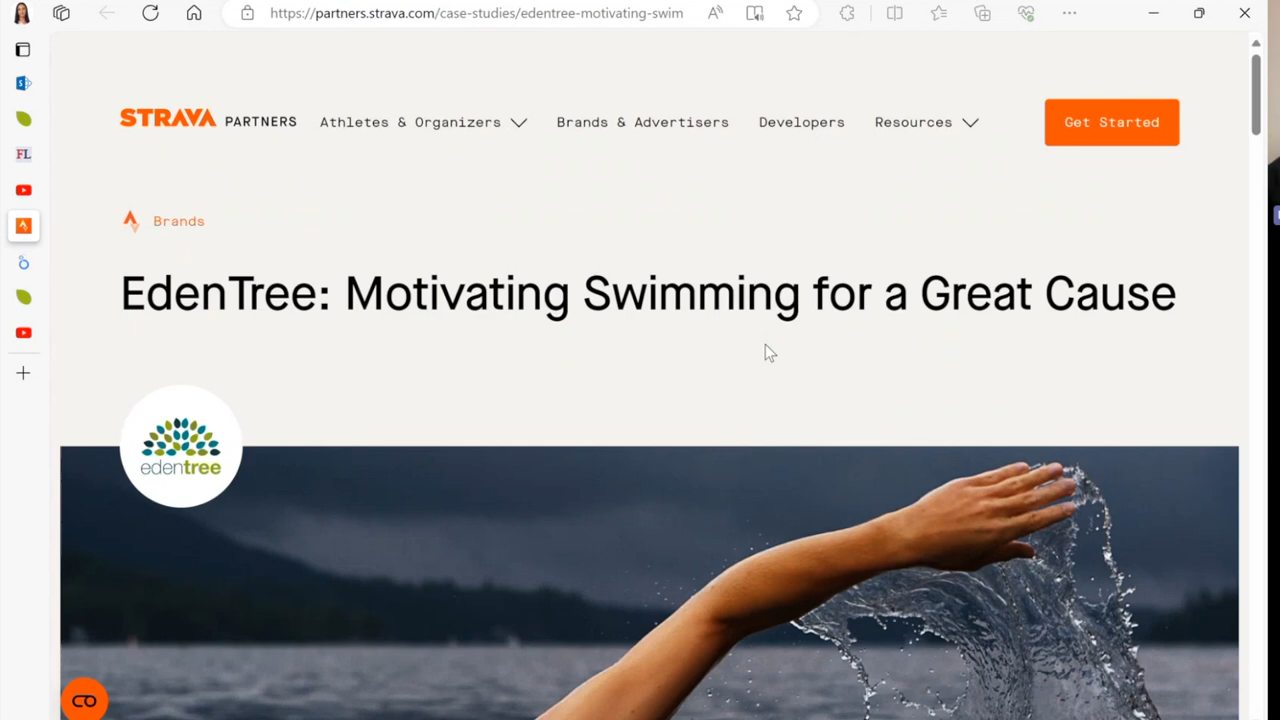 https://partners.strava.com/case-studies/edentree-motivating-swim
FL
STRAVA PARTNERS
Athletes & Organizers
Brands & Advertisers
Developers
Resources
Get Started
Brands
EdenTree: Motivating Swimming for a Great Cause
edentree